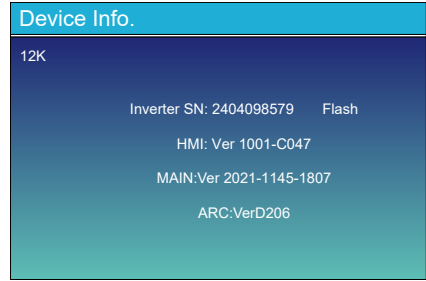 Device Info.
12K
Inverter SN: 2404098579 Flash
HMI: Ver 1001-C047
MAIN:Ver 2021-1145-1807
ARC:VerD206